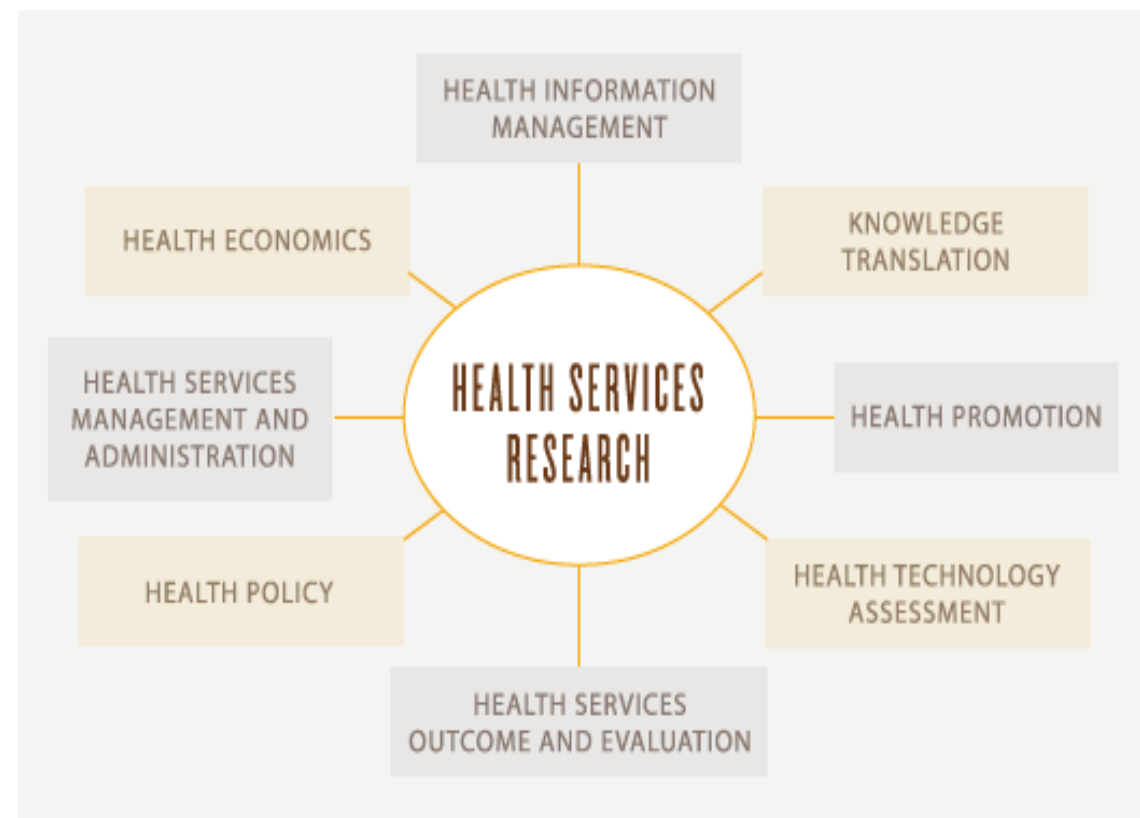 HEALTH INFORMATION
MANAGEMENT
HEALTH ECONOMICS
KNOWLEDGE
TRANSLATION
HEALTH SERVICES
MANAGEMENT AND
ADMINISTRATION
HEALTH SERVICES
RESEARCH
HEALTH PROMOTION
HEALTH POLICY
HEALTH TECHNOLOGY
ASSESSMENT
HEALTH SERVICES
OUTCOME AND EVALUATION